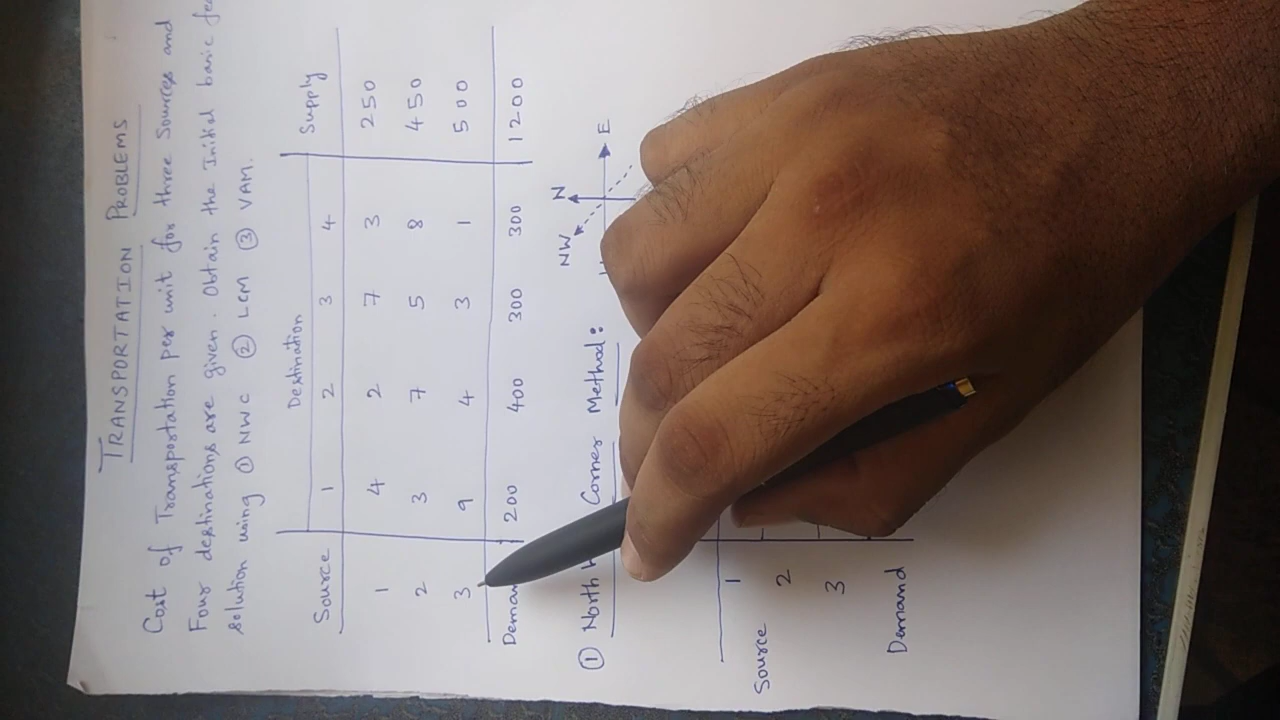 TRANSPORTATION PROBLEMS
Cost of Transportation per unit for three Sources and
Four destinations are given. Obtain the Initial basic
solution using ① NWC ② LCM ③ VAM.
Destination
Source 1 2 3 4 Supply
1 4 2 7 3 250
2 3 7 5 8 450
3 9 4 3 1 500
200 400 300 300 1200
N
NW
E
① North Corner Method:
1
Source 2
3
Demand